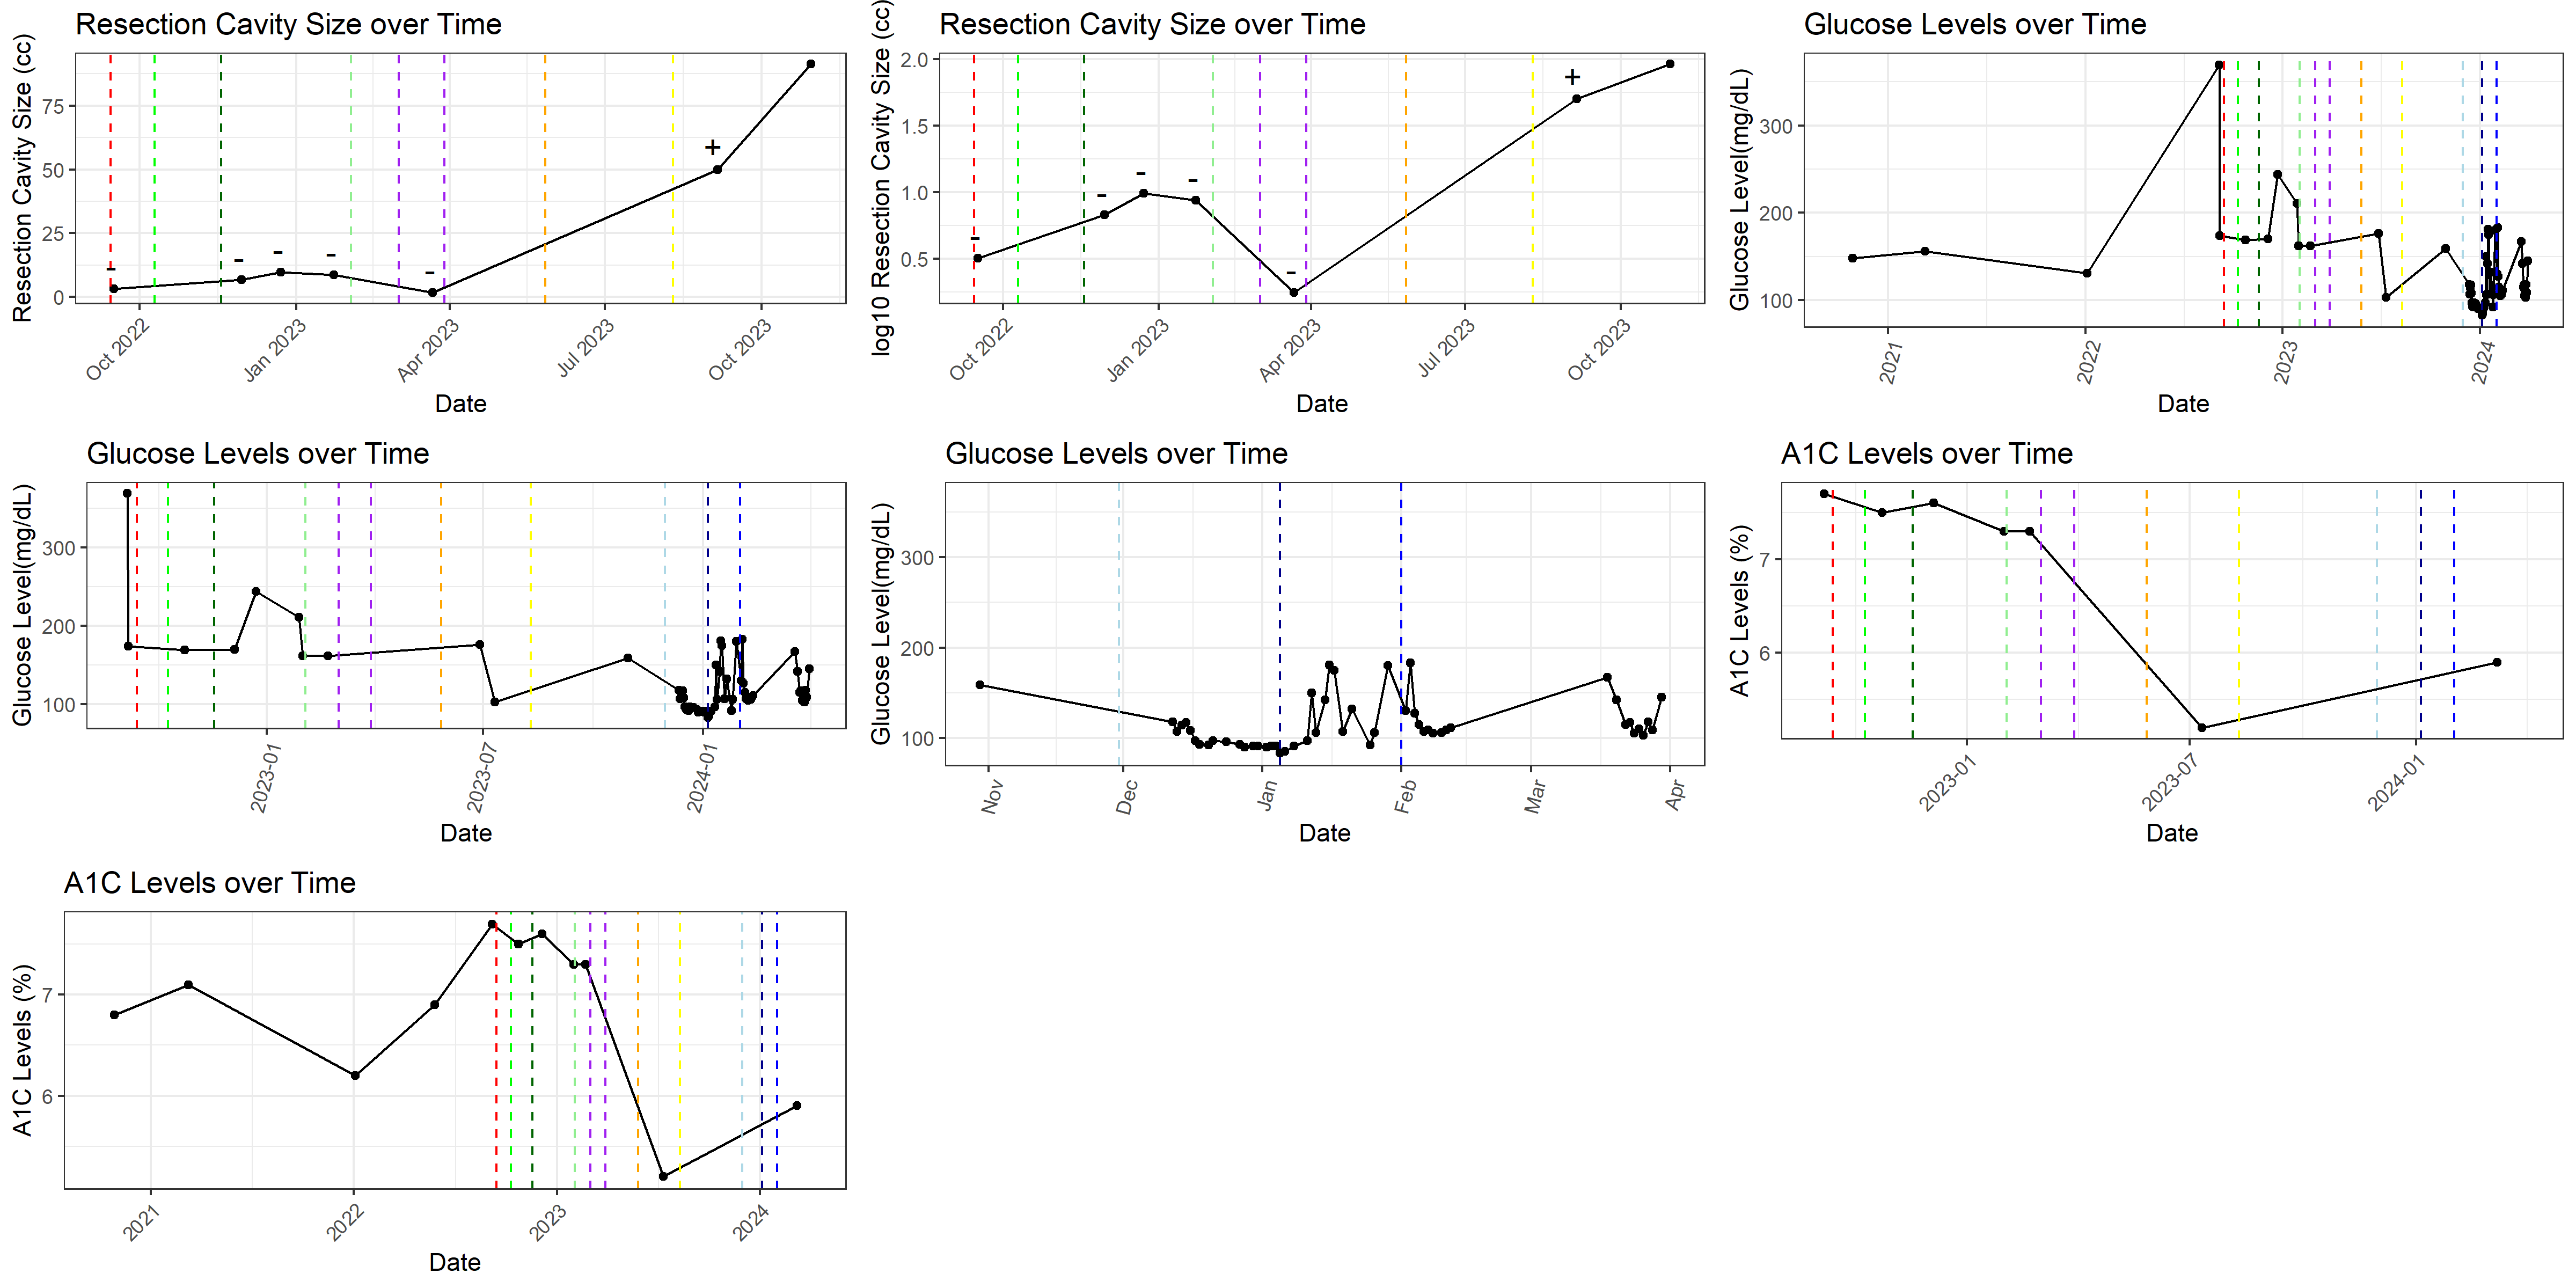 Resection Cavity Size over Time
Resection Cavity Size (cc)
75
50
25
0
-
-
-
-
-
+
Oct 2022
Jan 2023
Apr 2023
Jul 2023
Oct 2023
Date
Resection Cavity Size over Time
log10 Resection Cavity Size (cc)
2.0
1.5
1.0
0.5
-
-
-
-
-
+
Oct 2022
Jan 2023
Apr 2023
Jul 2023
Oct 2023
Date
Glucose Levels over Time
Glucose Level(mg/dL)
300
200
100
2021
2022
2023
2024
Date
Glucose Levels over Time
Glucose Level(mg/dL)
300
200
100
2023-01
2023-07
2024-01
Date
Glucose Levels over Time
Glucose Level(mg/dL)
300
200
100
Nov
Dec
Jan
Feb
Mar
Apr
Date
A1C Levels over Time
A1C Levels (%)
7
6
2023-01
2023-07
2024-01
Date
A1C Levels over Time
A1C Levels (%)
7
6
2021
2022
2023
2024
Date